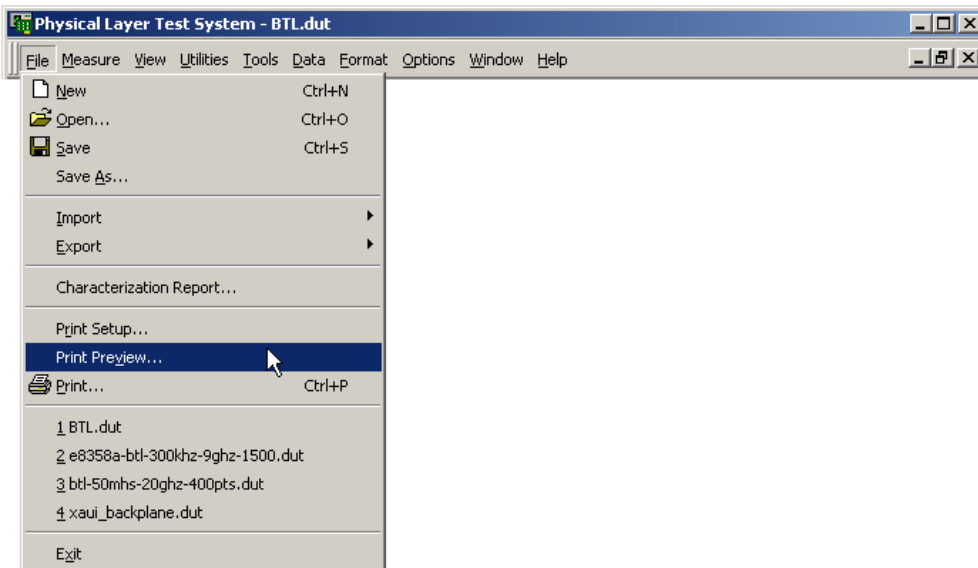 Physical Layer Test System - BTL.dut
File Measure View Utilities Tools Data Format Options Window Help
New Ctrl+N
Open... Ctrl+O
Save Ctrl+S
Save As...
Import
Export
Characterization Report...
Print Setup...
Print Preview...
Print... Ctrl+P
1 BTL.dut
2 e8358a-btl-300khz-9ghz-1500.dut
3 btl-50mhs-20ghz-400pts.dut
4 xaui_backplane.dut
Exit